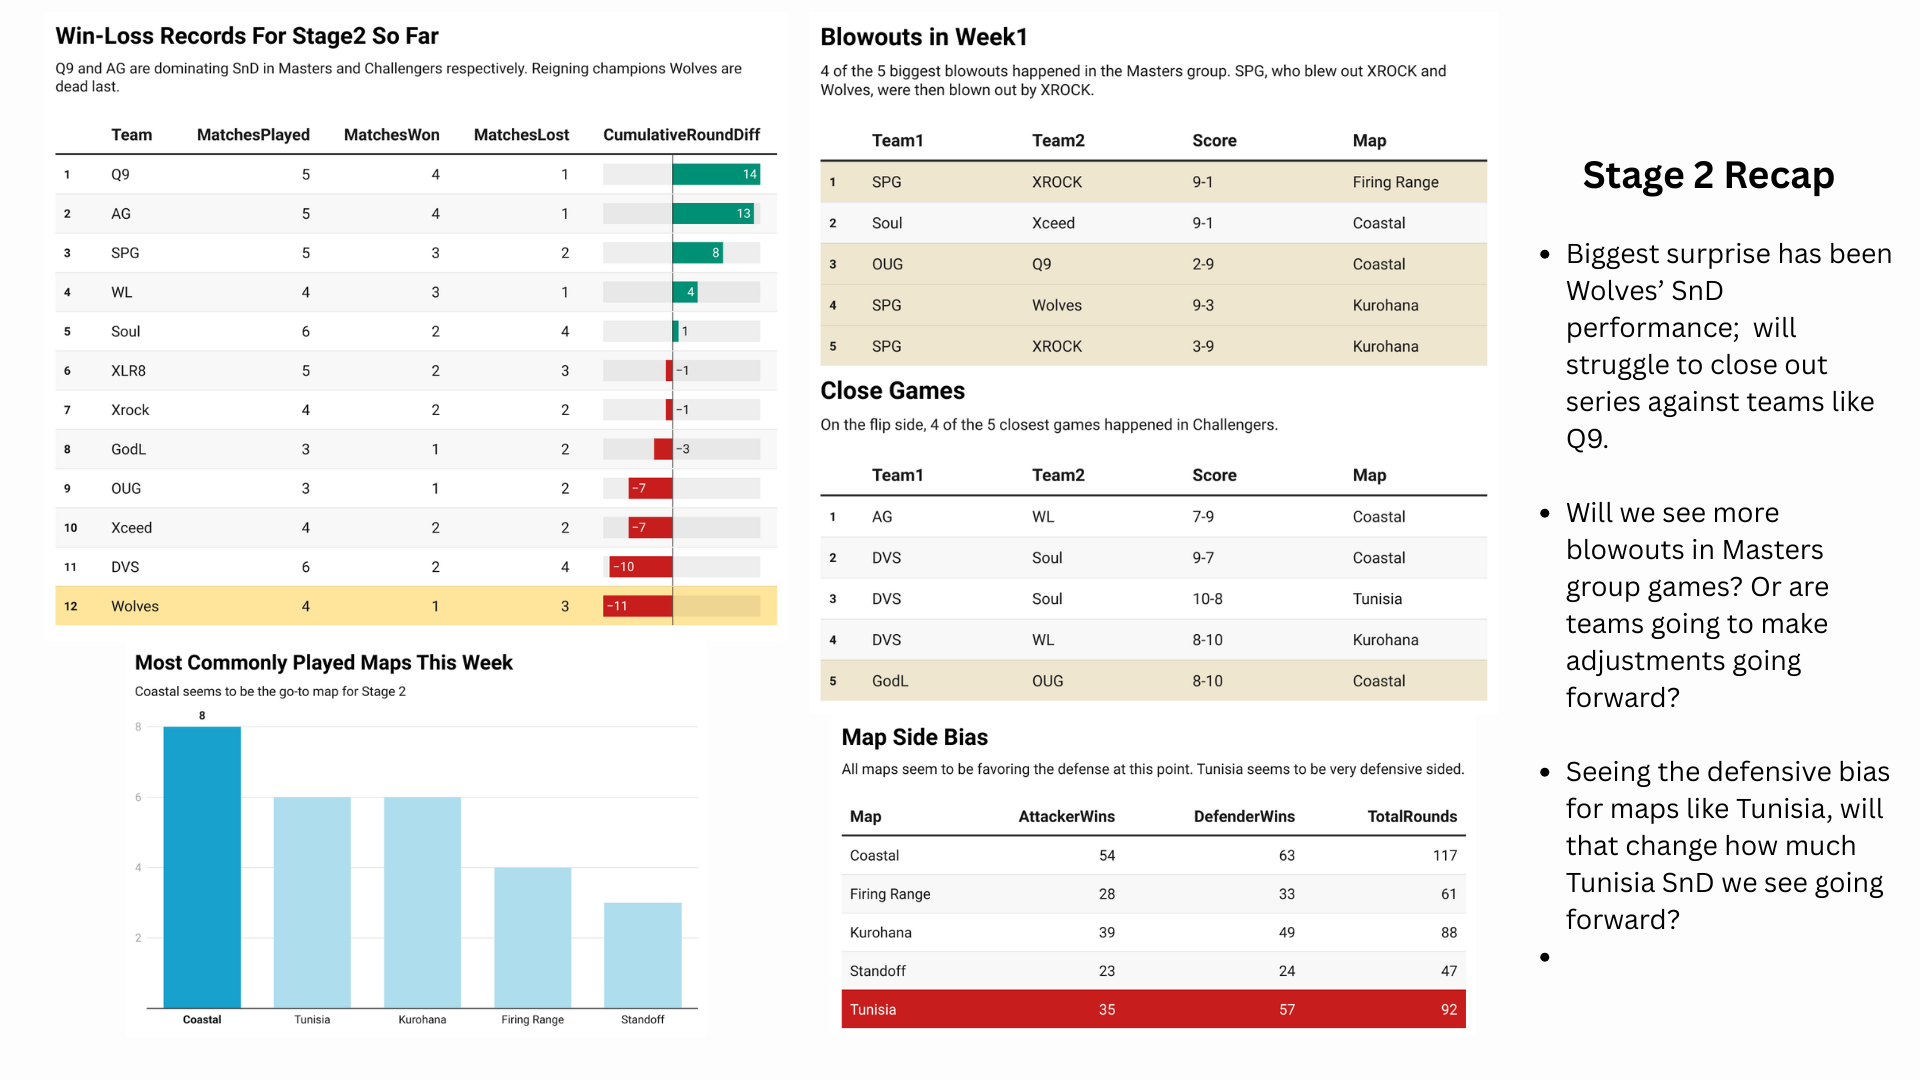 Win-Loss Records For Stage2 So Far
Q9 and AG are dominating SnD in Masters and Challengers respectively. Reigning champions Wolves are
dead last.
Team MatchesPlayed MatchesWon MatchesLost CumulativeRoundDiff
1 Q9 5 4 1 14
2 AG 5 4 1 13
3 SPG 5 3 2 8
4 WL 4 3 1 4
5 Soul 6 2 4 1
6 XLR8 5 2 3 −1
7 Xrock 4 2 2 −1
8 GodL 3 1 2 −3
9 OUG 3 1 2 −7
10 Xceed 4 2 2 −7
11 DVS 6 2 4 −10
12 Wolves 4 1 3 −11
Most Commonly Played Maps This Week
Coastal seems to be the go-to map for Stage 2
8
8
6
4
2
Coastal Tunisia Kurohana Firing Range Standoff
Blowouts in Week1
4 of the 5 biggest blowouts happened in the Masters group. SPG, who blew out XROCK and
Wolves, were then blown out by XROCK.
Team1 Team2 Score Map
1 SPG XROCK 9-1 Firing Range
2 Soul Xceed 9-1 Coastal
3 OUG Q9 2-9 Coastal
4 SPG Wolves 9-3 Kurohana
5 SPG XROCK 3-9 Kurohana
Close Games
On the flip side, 4 of the 5 closest games happened in Challengers.
Team1 Team2 Score Map
1 AG WL 7-9 Coastal
2 DVS Soul 9-7 Coastal
3 DVS Soul 10-8 Tunisia
4 DVS WL 8-10 Kurohana
5 GodL OUG 8-10 Coastal
Map Side Bias
All maps seem to be favoring the defense at this point. Tunisia seems to be very defensive sided.
Map AttackerWins DefenderWins TotalRounds
Coastal 54 63 117
Firing Range 28 33 61
Kurohana 39 49 88
Standoff 23 24 47
Tunisia 35 57 92
Stage 2 Recap
• Biggest surprise has been
Wolves’ SnD
performance;  will
struggle to close out
series against teams like
Q9.
• Will we see more
blowouts in Masters
group games? Or are
teams going to make
adjustments going
forward?
• Seeing the defensive bias
for maps like Tunisia, will
that change how much
Tunisia SnD we see going
forward?
•